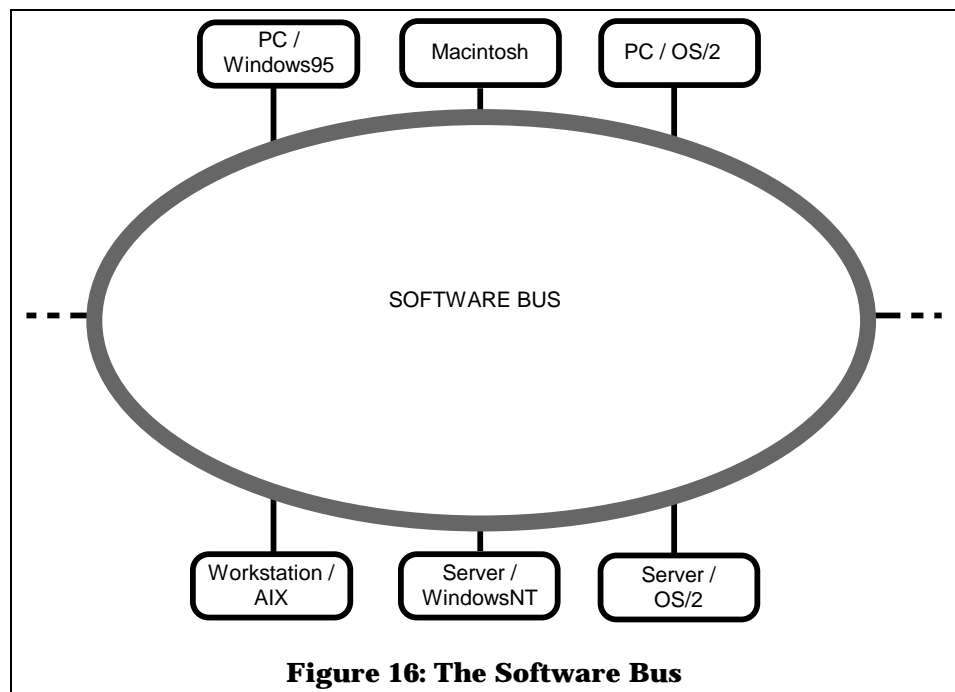 PC /
Windows95
Macintosh
PC / OS/2
SOFTWARE BUS
Workstation /
AIX
Server /
WindowsNT
Server /
OS/2
Figure 16: The Software Bus